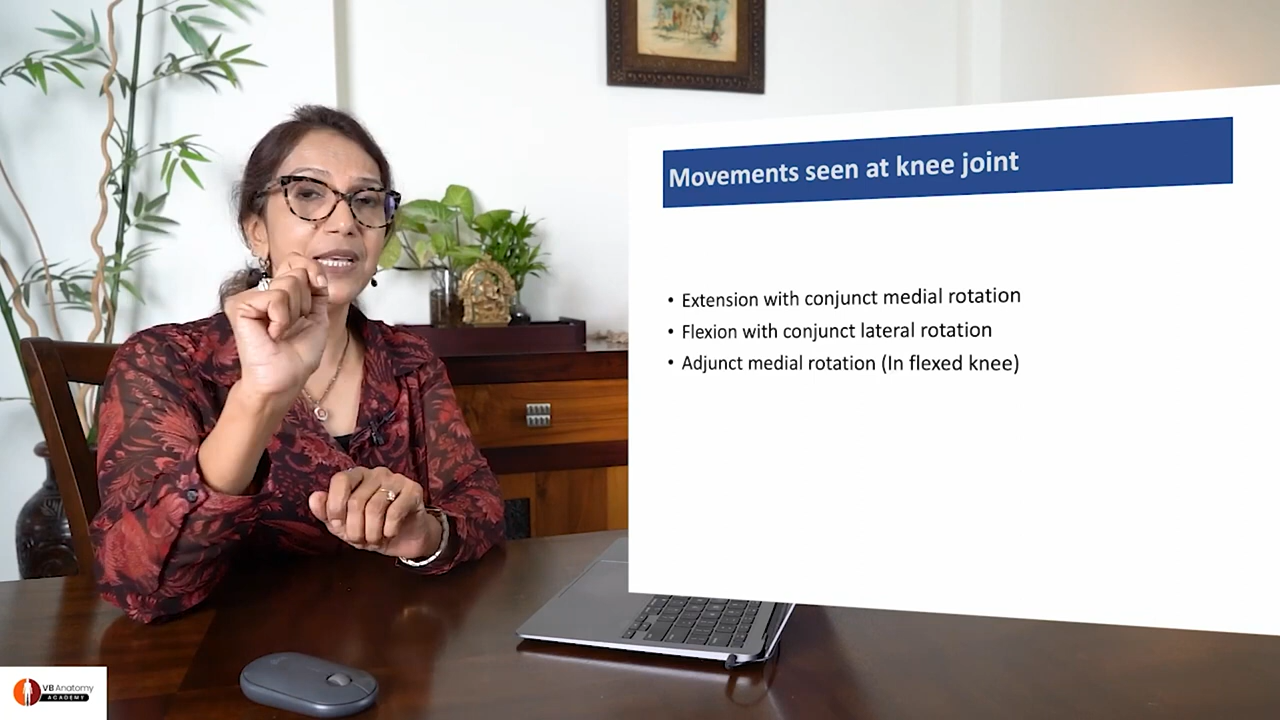 Movements seen at knee joint
• Extension with conjunct medial rotation
• Flexion with conjunct lateral rotation
• Adjunct medial rotation (In flexed knee)
VB Anatomy
ACADEMY